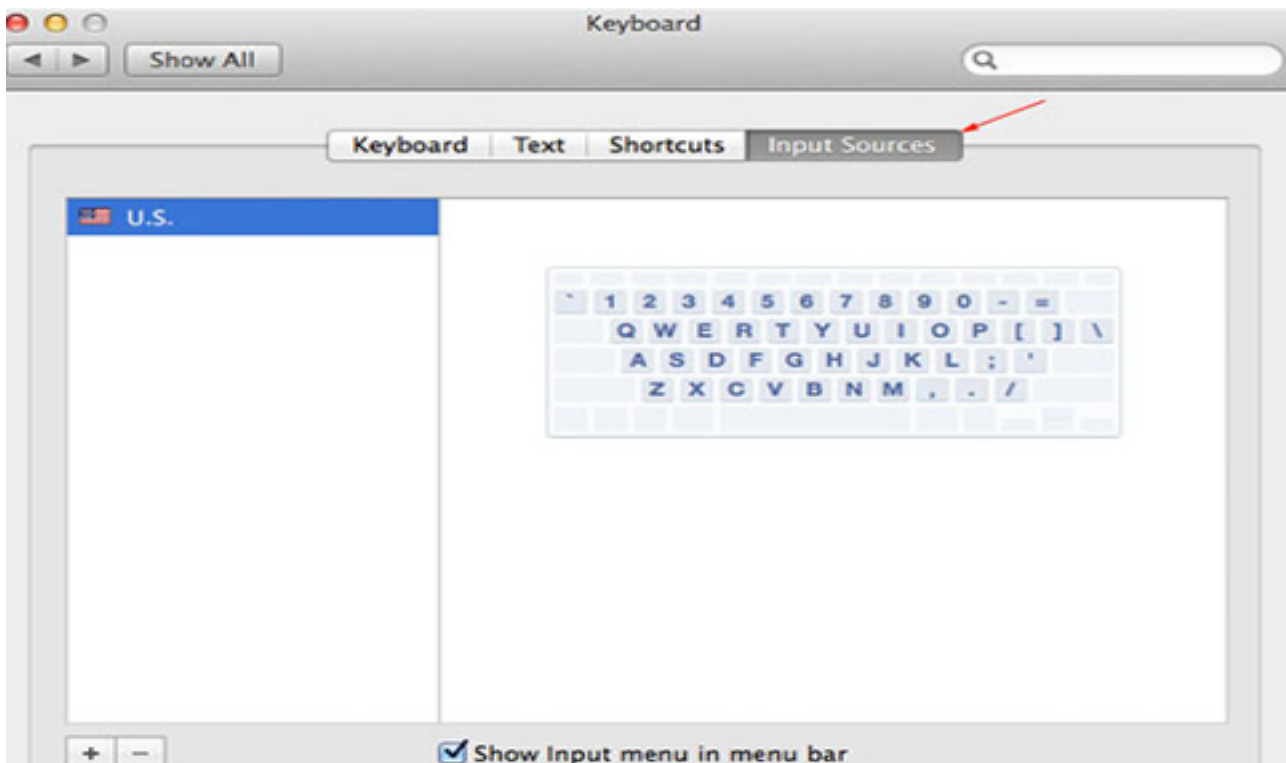 Keyboard
Show All
Keyboard Text Shortcuts Input Sources
U.S.
` 1 2 3 4 5 6 7 8 9 0 - =
Q W E R T Y U I O P [ ] \
A S D F G H J K L ; '
Z X C V B N M , . /
+ -
Show Input menu in menu bar